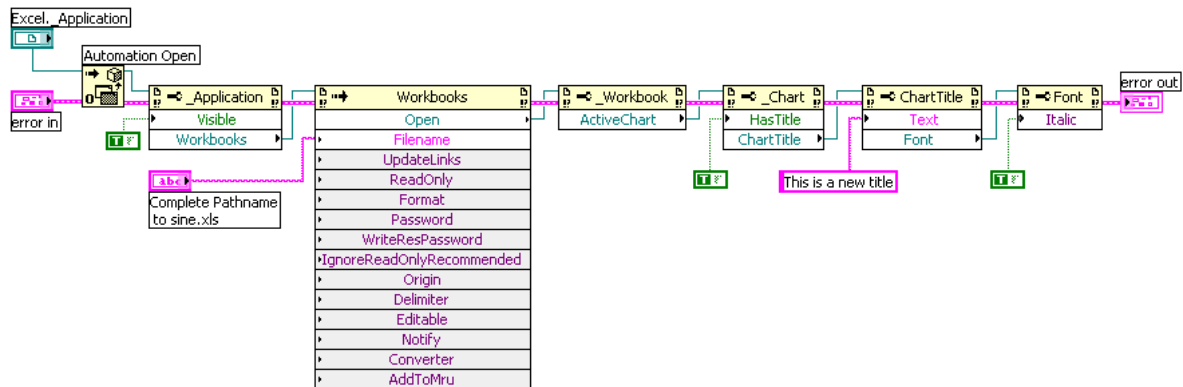 Excel._Application
Automation Open
error in
_Application
Visible
Workbooks
T F
abc
Complete Pathname
to sine.xls
Workbooks
Open
Filename
UpdateLinks
ReadOnly
Format
Password
WriteResPassword
IgnoreReadOnlyRecommended
Origin
Delimiter
Editable
Notify
Converter
AddToMru
_Workbook
ActiveChart
_Chart
HasTitle
ChartTitle
T F
ChartTitle
Text
Font
This is a new title
Font
Italic
T F
error out